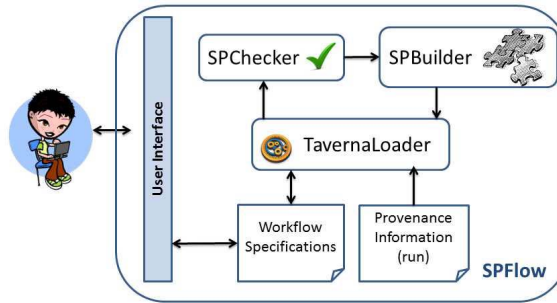 User Interface
SPChecker
SPBuilder
TavernaLoader
Workflow
Specifications
Provenance
Information
(run)
SPFlow